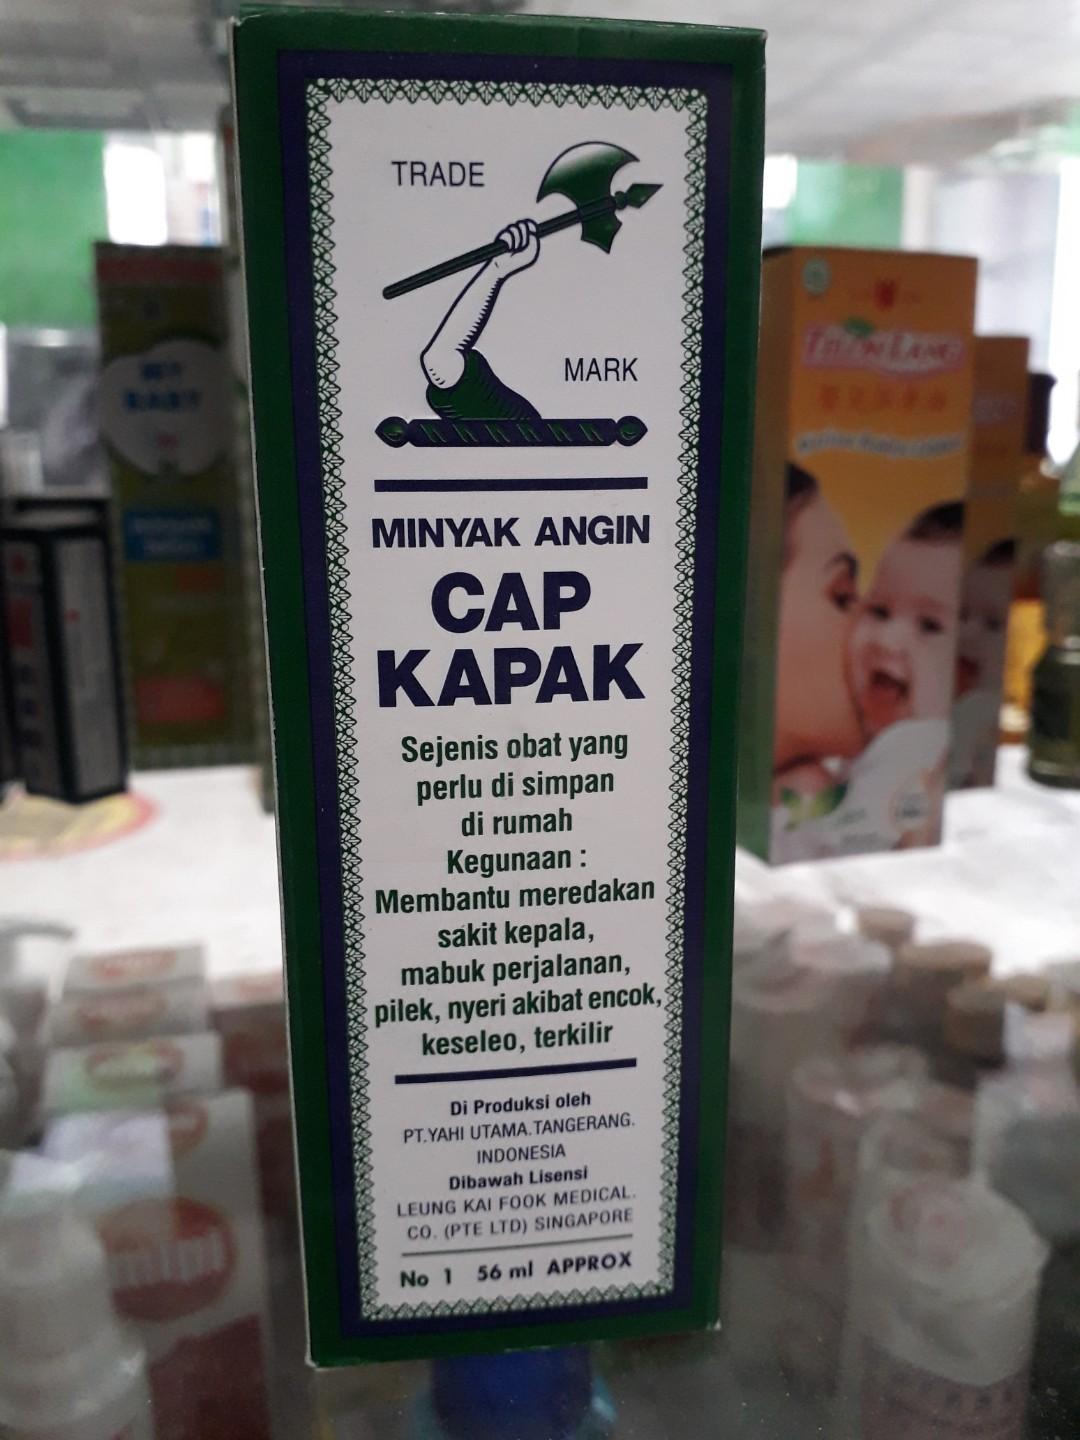 TRADE
MARK
MINYAK ANGIN
CAP
KAPAK
Sejenis obat yang
perlu di simpan
di rumah
Kegunaan :
Membantu meredakan
sakit kepala,
mabuk perjalanan,
pilek, nyeri akibat encok,
keseleo, terkilir
Di Produksi oleh
PT.YAHI UTAMA.TANGERANG.
INDONESIA
Dibawah Lisensi
LEUNG KAI FOOK MEDICAL.
CO. (PTE LTD) SINGAPORE
No 1 56 ml APPROX
BABY
mipi